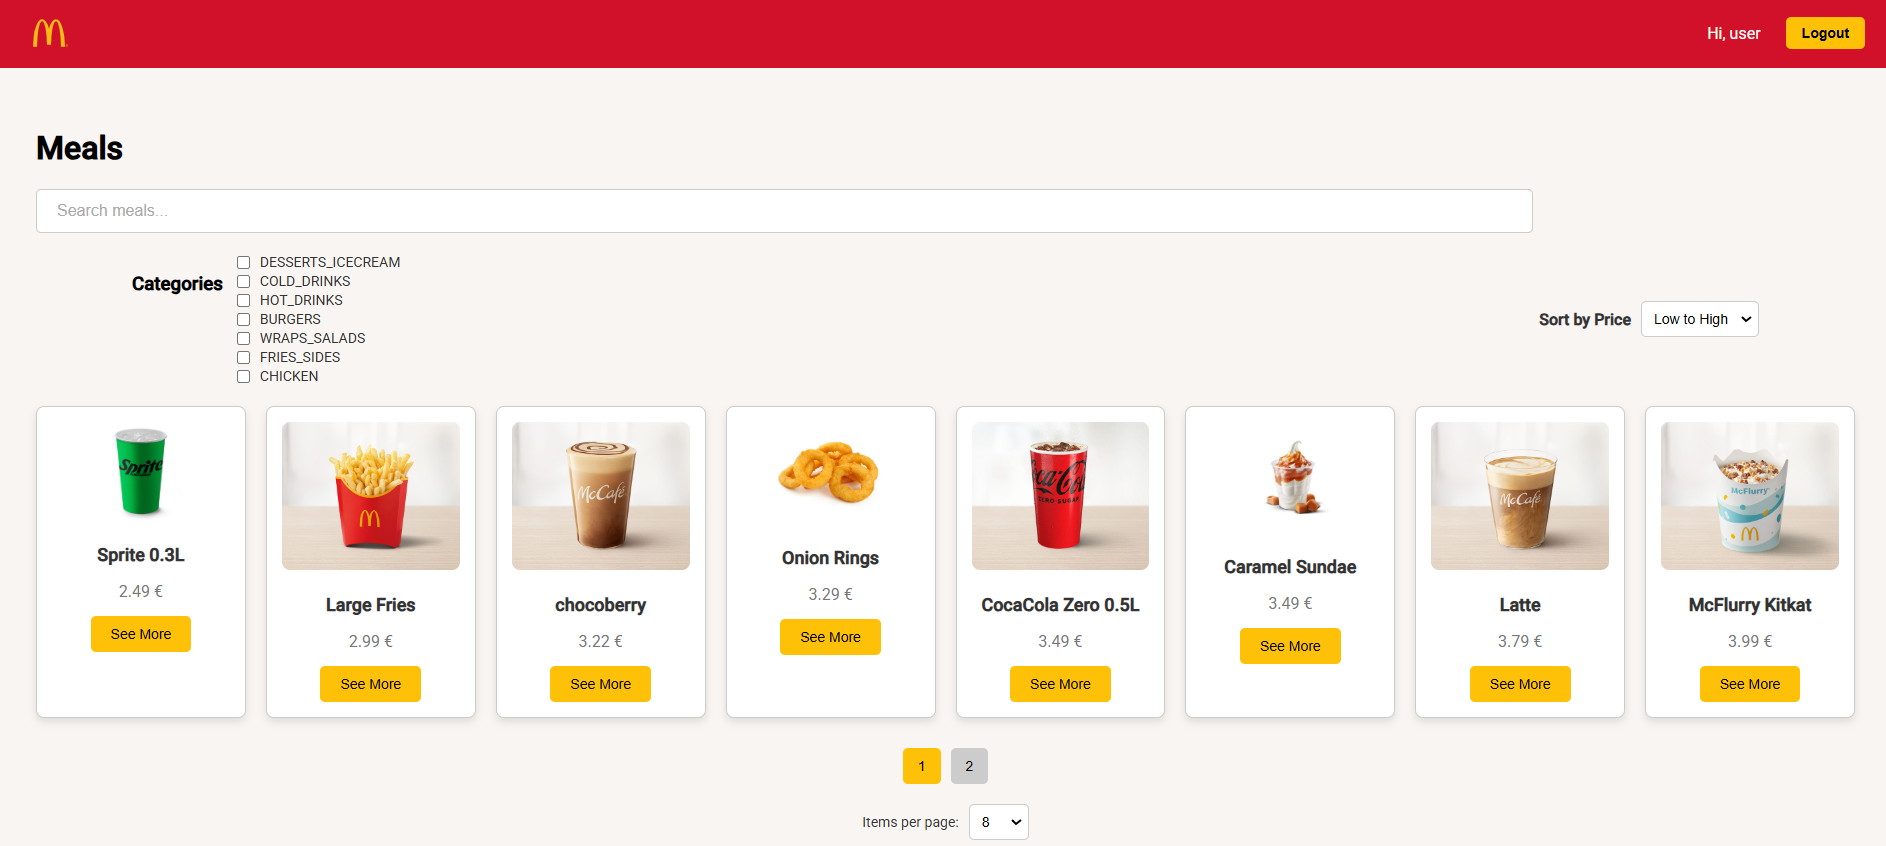 Hi, user
Logout
Meals
Search meals...
Categories
DESSERTS_ICECREAM
COLD_DRINKS
HOT_DRINKS
BURGERS
WRAPS_SALADS
FRIES_SIDES
CHICKEN
Sort by Price
Low to High
Sprite
Sprite 0.3L
2.49 €
See More
Large Fries
2.99 €
See More
McCafé
chocoberry
3.22 €
See More
Onion Rings
3.29 €
See More
Coca-Col
ZERO SUGAR
CocaCola Zero 0.5L
3.49 €
See More
Caramel Sundae
3.49 €
See More
McCafé
Latte
3.79 €
See More
McFlurry
McFlurry Kitkat
3.99 €
See More
1
2
Items per page:
8